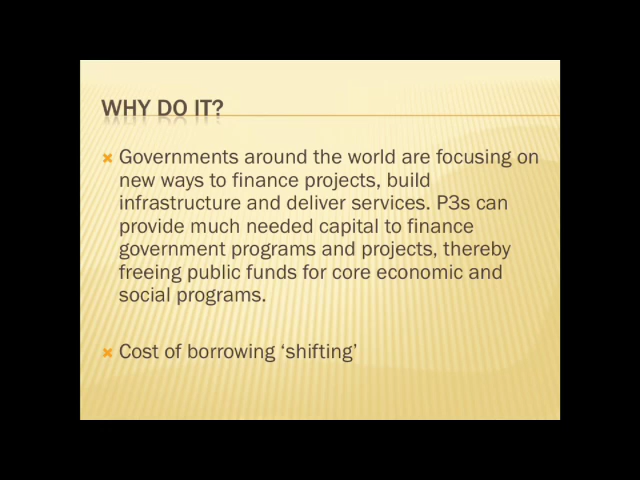 WHY DO IT?
Governments around the world are focusing on
new ways to finance projects, build
infrastructure and deliver services. P3s can
provide much needed capital to finance
government programs and projects, thereby
freeing public funds for core economic and
social programs.
Cost of borrowing ‘shifting’